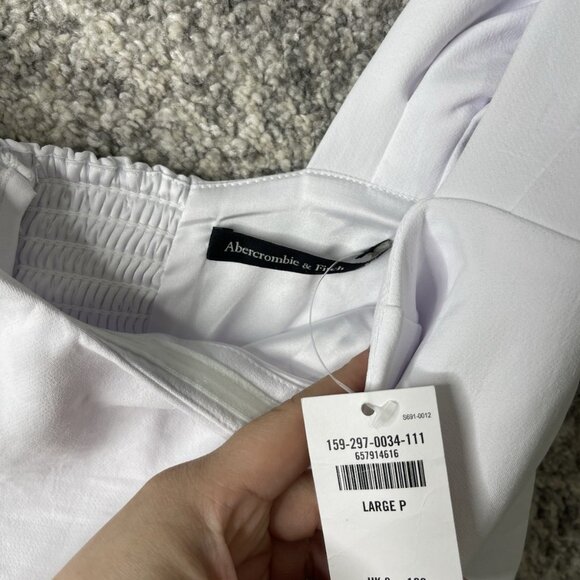 Abercrombie & Fitch
S691-0012
159-297-0034-111
657914616
LARGE P